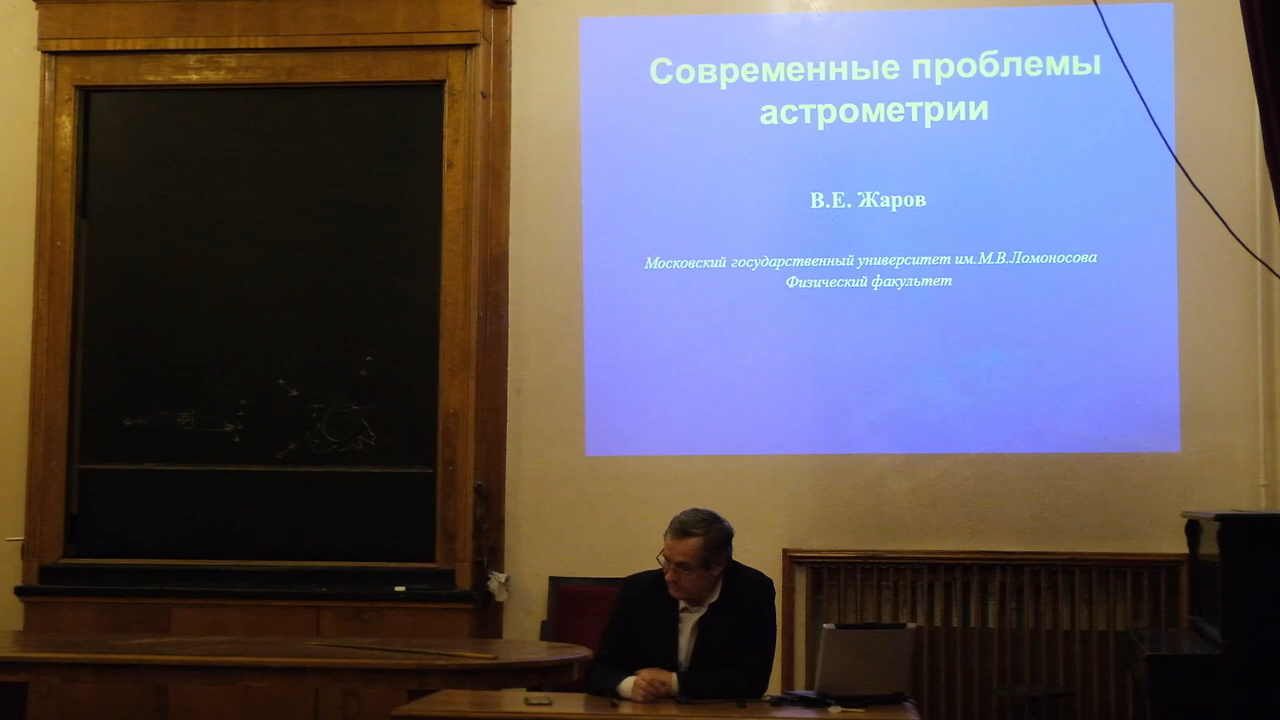 Современные проблемы
астрометрии
В.Е. Жаров
Московский государственный университет им.М.В.Ломоносова
Физический факультет